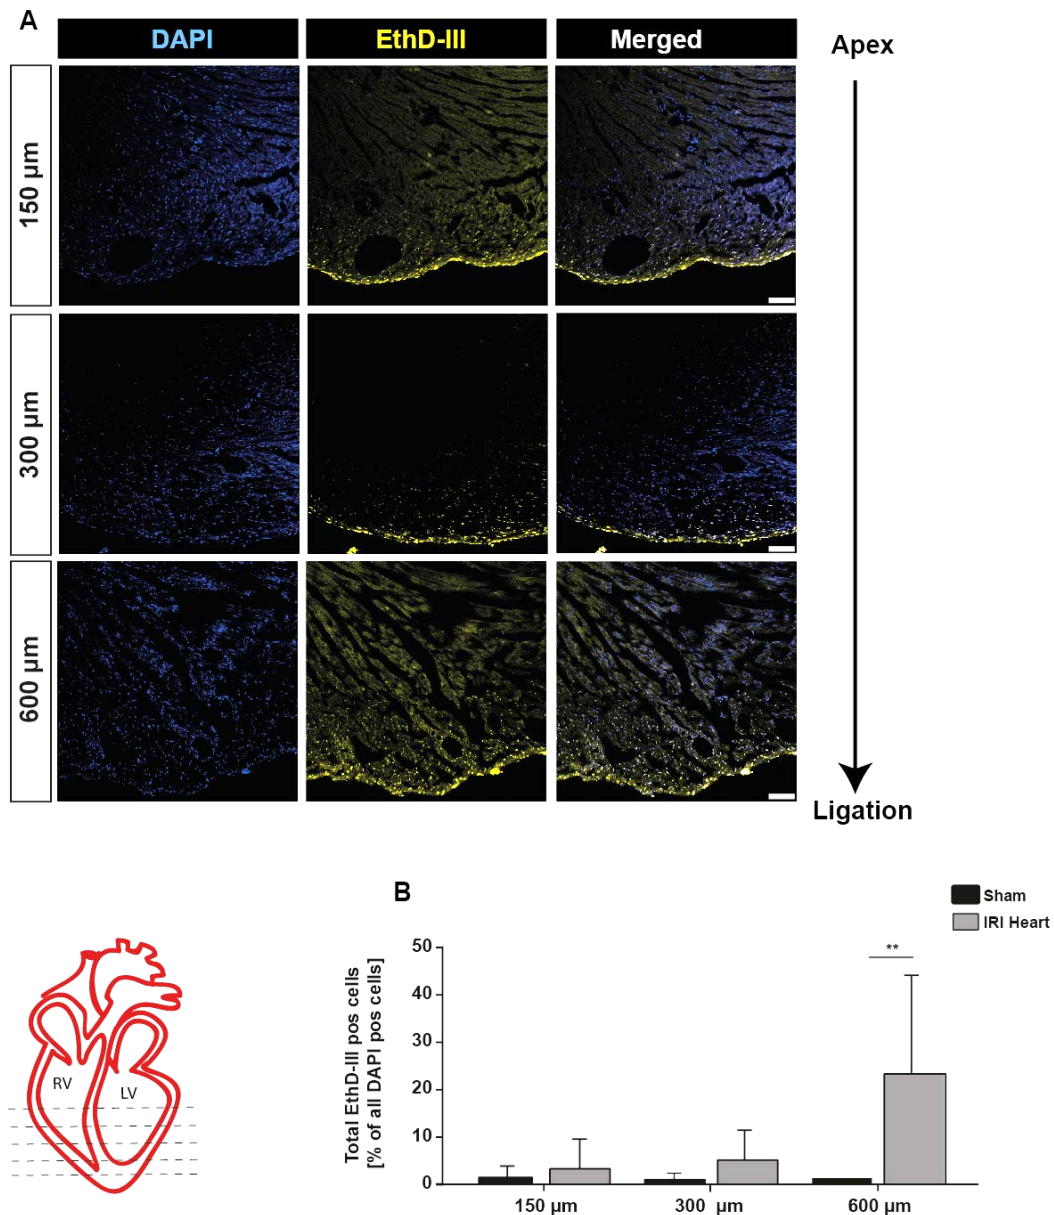 A
DAPI
EthD-III
Merged
Apex
150 µm
300 µm
600 µm
Ligation
B
Sham
IRI Heart
**
Total EthD-III pos cells
[% of all DAPI pos cells]
50
40
30
20
10
0
150 µm
300 µm
600 µm
RV
LV